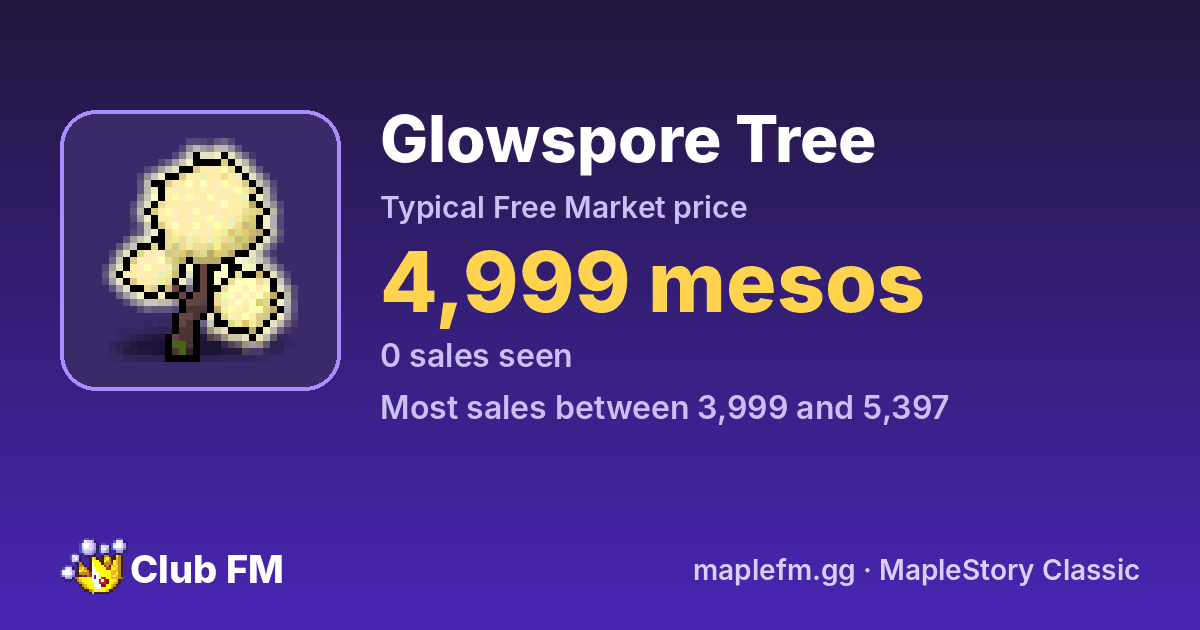 Glowspore Tree
Typical Free Market price
4,999 mesos
0 sales seen
Most sales between 3,999 and 5,397
Club FM
maplefm.gg · MapleStory Classic